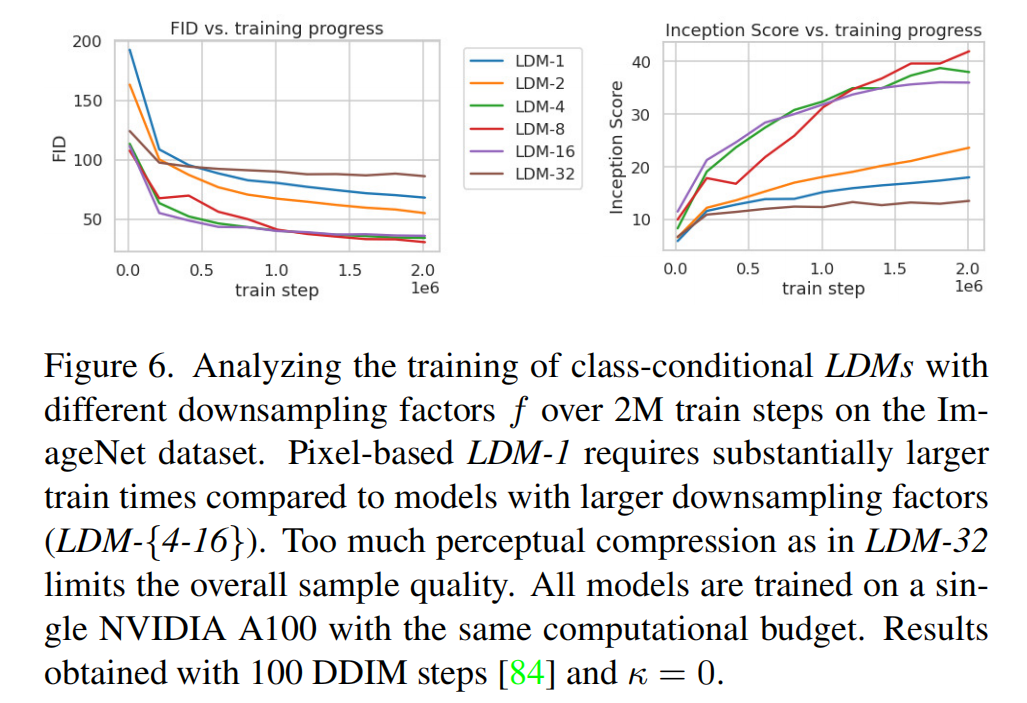 FID vs. training progress
200
150
100
50
FID
0.0 0.5 1.0 1.5 2.0
1e6
train step
LDM-1
LDM-2
LDM-4
LDM-8
LDM-16
LDM-32
Inception Score vs. training progress
40
30
20
10
Inception Score
0.0 0.5 1.0 1.5 2.0
1e6
train step
Figure 6. Analyzing the training of class-conditional LDMs with
different downsampling factors f over 2M train steps on the Im-
ageNet dataset. Pixel-based LDM-1 requires substantially larger
train times compared to models with larger downsampling factors
(LDM-{4-16}). Too much perceptual compression as in LDM-32
limits the overall sample quality. All models are trained on a sin-
gle NVIDIA A100 with the same computational budget. Results
obtained with 100 DDIM steps [84] and κ = 0.